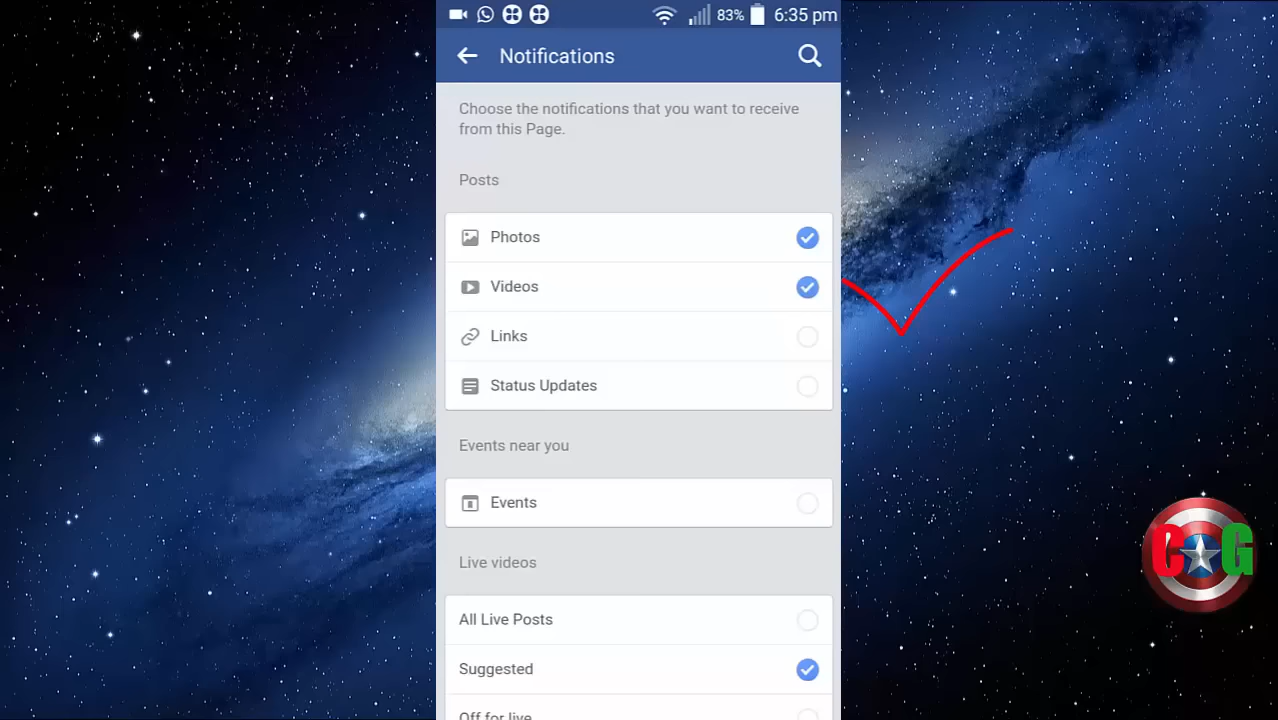 83% 6:35 pm
Notifications
Choose the notifications that you want to receive
from this Page.
Posts
Photos
Videos
Links
Status Updates
Events near you
Events
Live videos
All Live Posts
Suggested
Off for live
C G